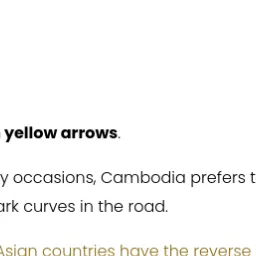 yellow arrows.
y occasions, Cambodia prefers t
ark curves in the road.
Asian countries have the reverse